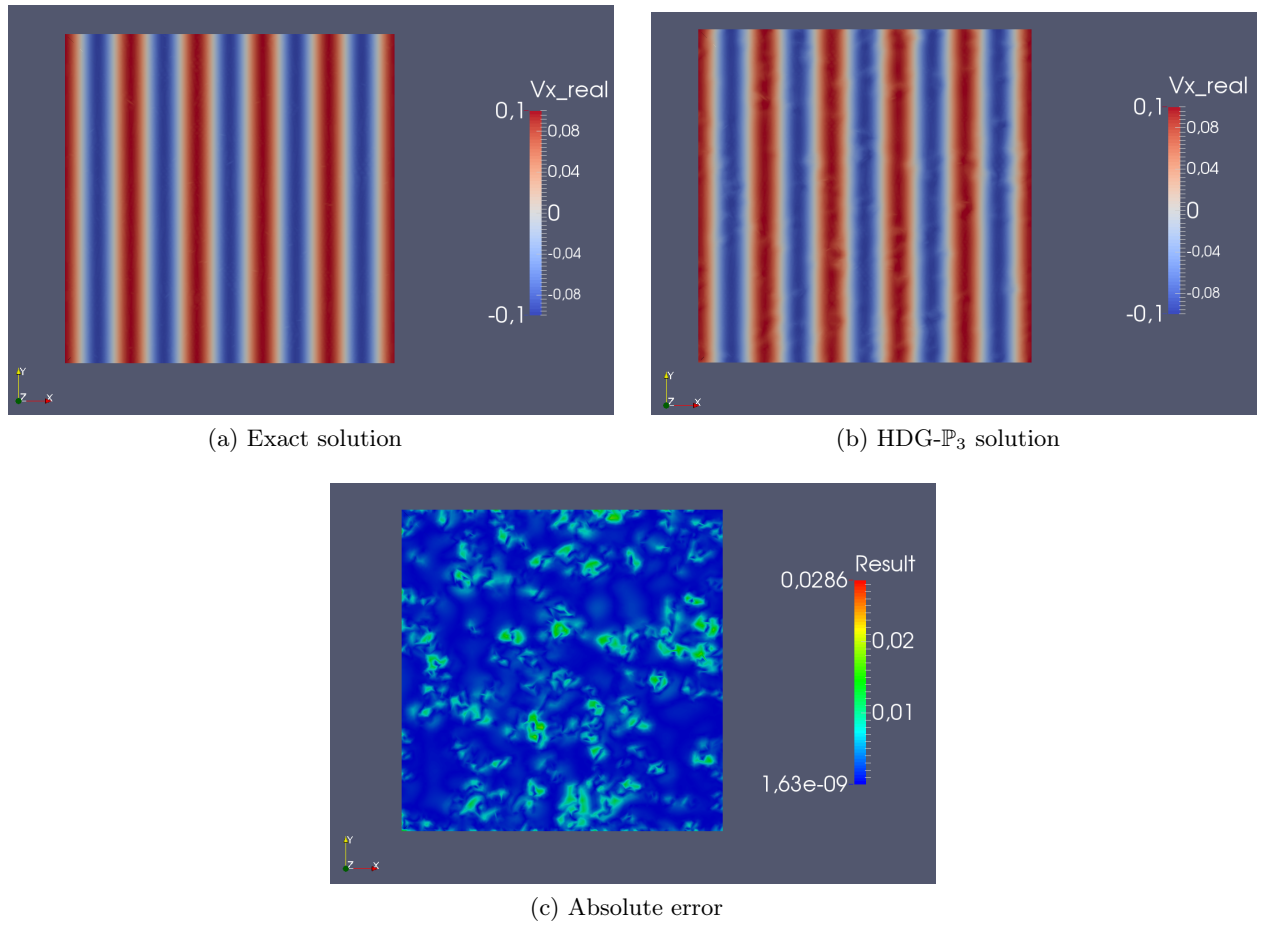 Vx_real
0,1
0,08
0,04
0
-0,04
-0,08
-0,1
Y
Z
X
(a) Exact solution
Vx_real
0,1
0,08
0,04
0
-0,04
-0,08
-0,1
Y
Z
X
(b) HDG-ℙ₃ solution
Result
0,0286
0,02
0,01
1,63e-09
Y
Z
X
(c) Absolute error